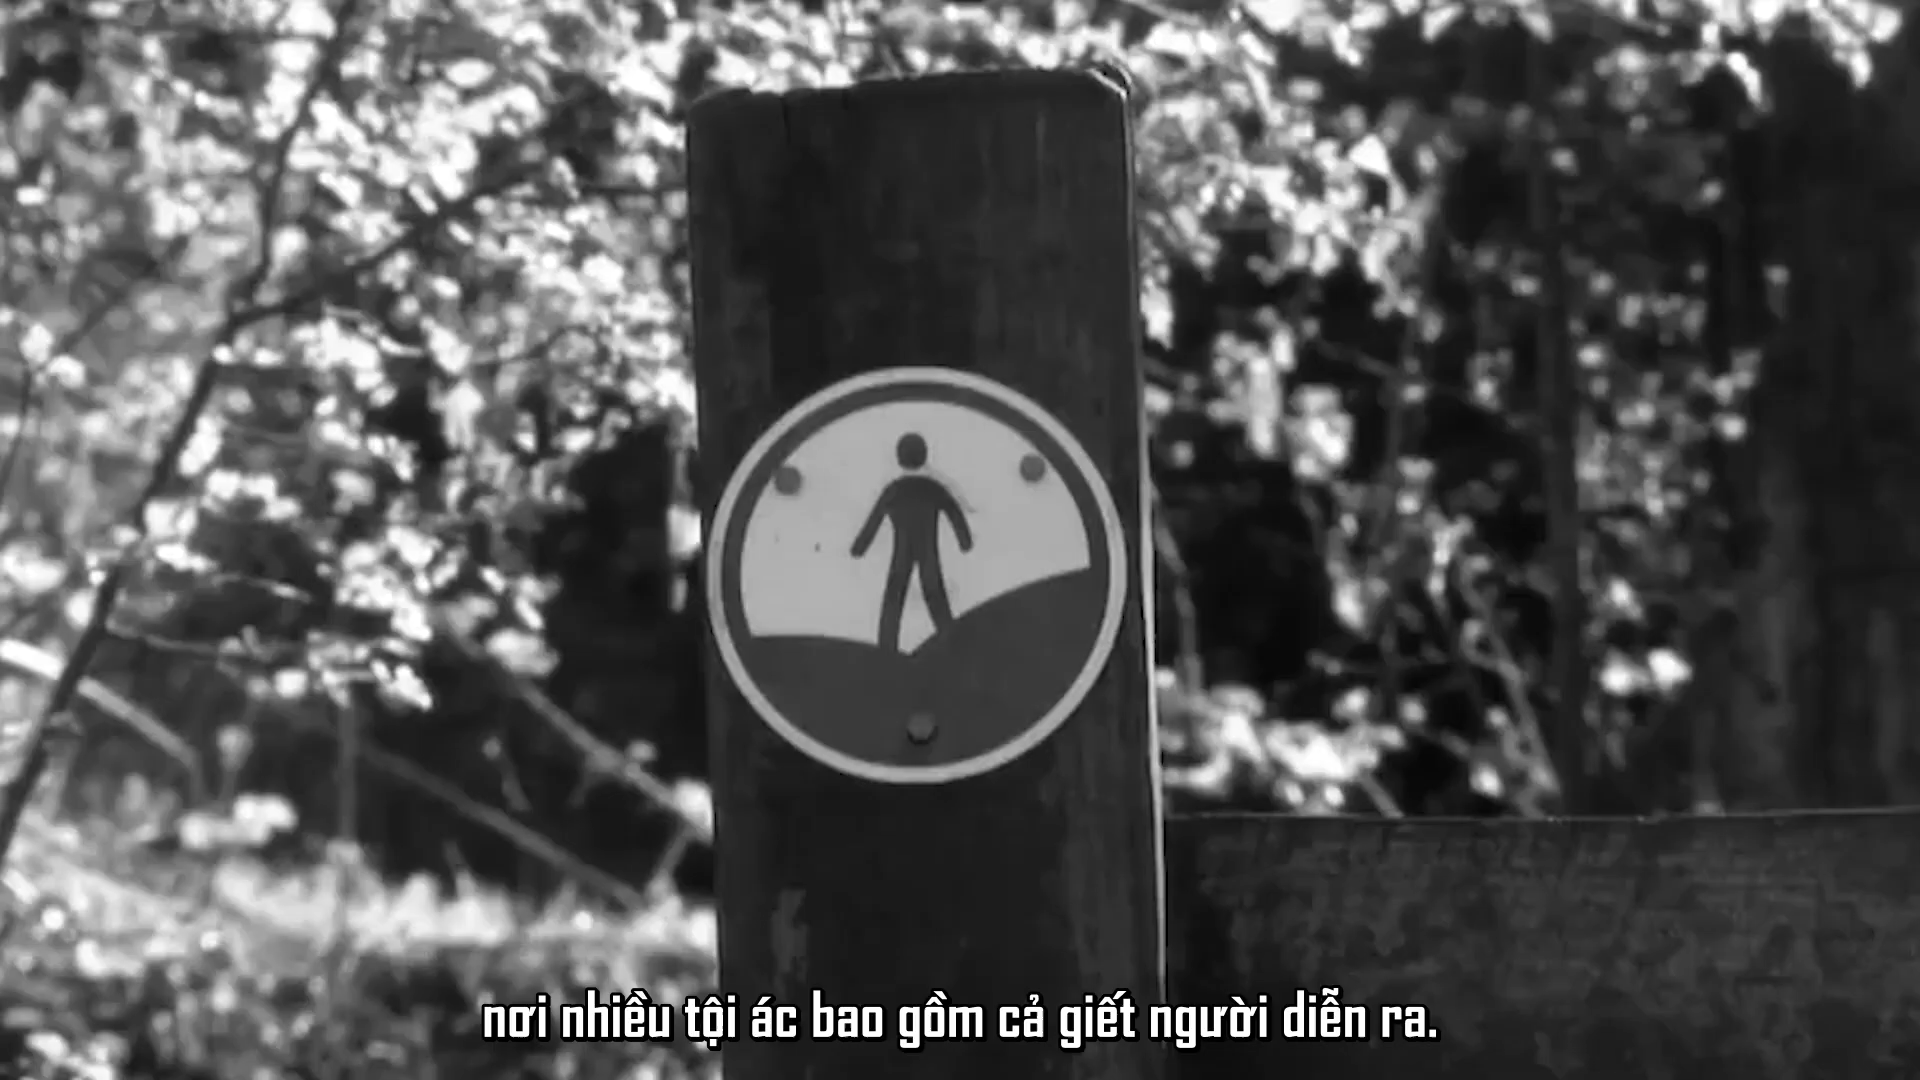 nơi nhiều tội ác bao gồm cả giết người diễn ra.